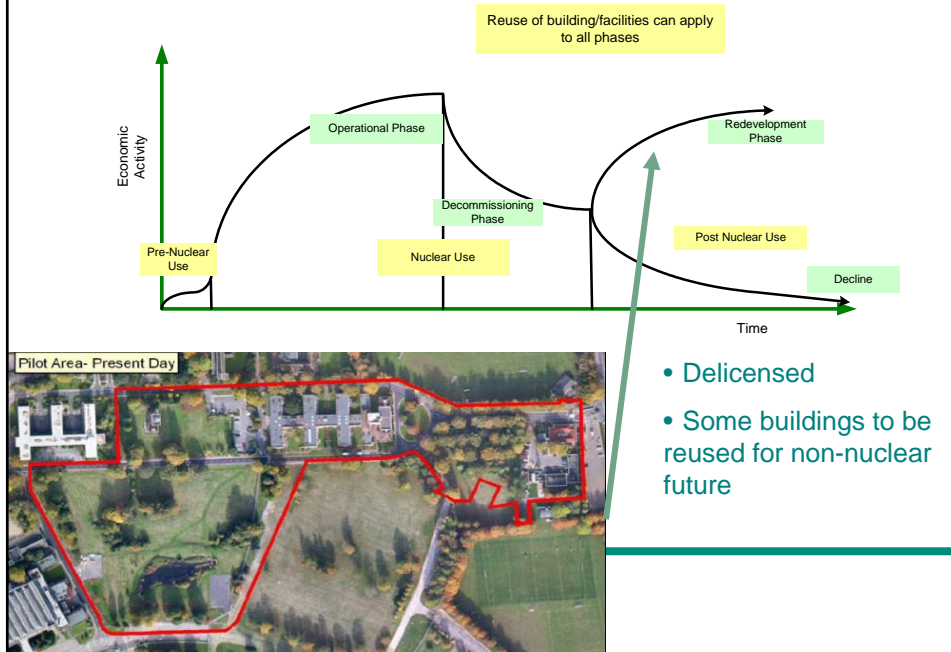 Reuse of building/facilities can apply
to all phases
Economic
Activity
Operational Phase
Redevelopment
Phase
Decommissioning
Phase
Pre-Nuclear
Use
Nuclear Use
Post Nuclear Use
Decline
Time
Pilot Area- Present Day
• Delicensed
• Some buildings to be
reused for non-nuclear
future